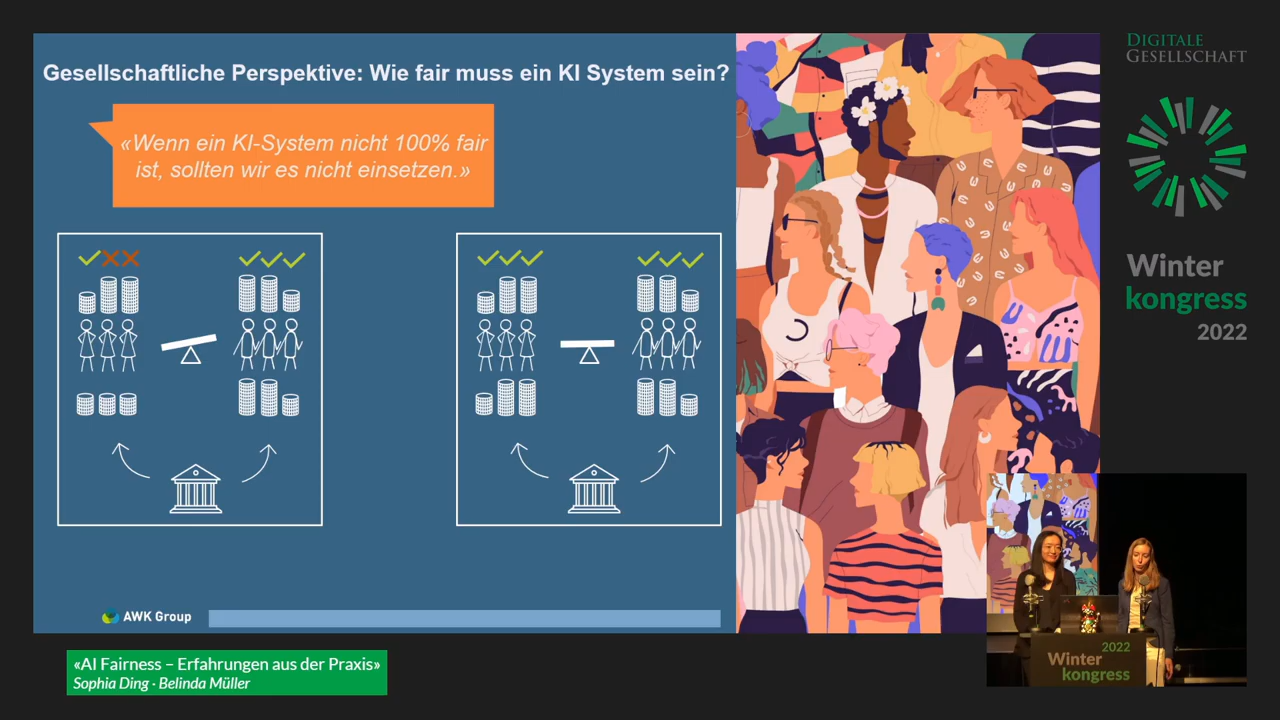 Gesellschaftliche Perspektive: Wie fair muss ein KI System sein?
«Wenn ein KI-System nicht 100% fair
ist, sollten wir es nicht einsetzen.»
AWK Group
«AI Fairness – Erfahrungen aus der Praxis»
Sophia Ding · Belinda Müller
DIGITALE
GESELLSCHAFT
Winter
kongress
2022
2022
Winter
kongress